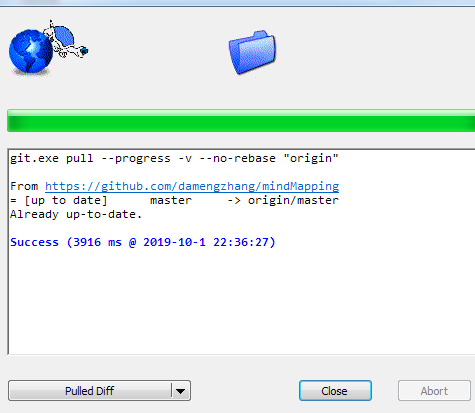 git.exe pull --progress -v --no-rebase "origin"
From https://github.com/damengzhang/mindMapping
= [up to date]      master     -> origin/master
Already up-to-date.
Success (3916 ms @ 2019-10-1 22:36:27)
Pulled Diff
Close
Abort